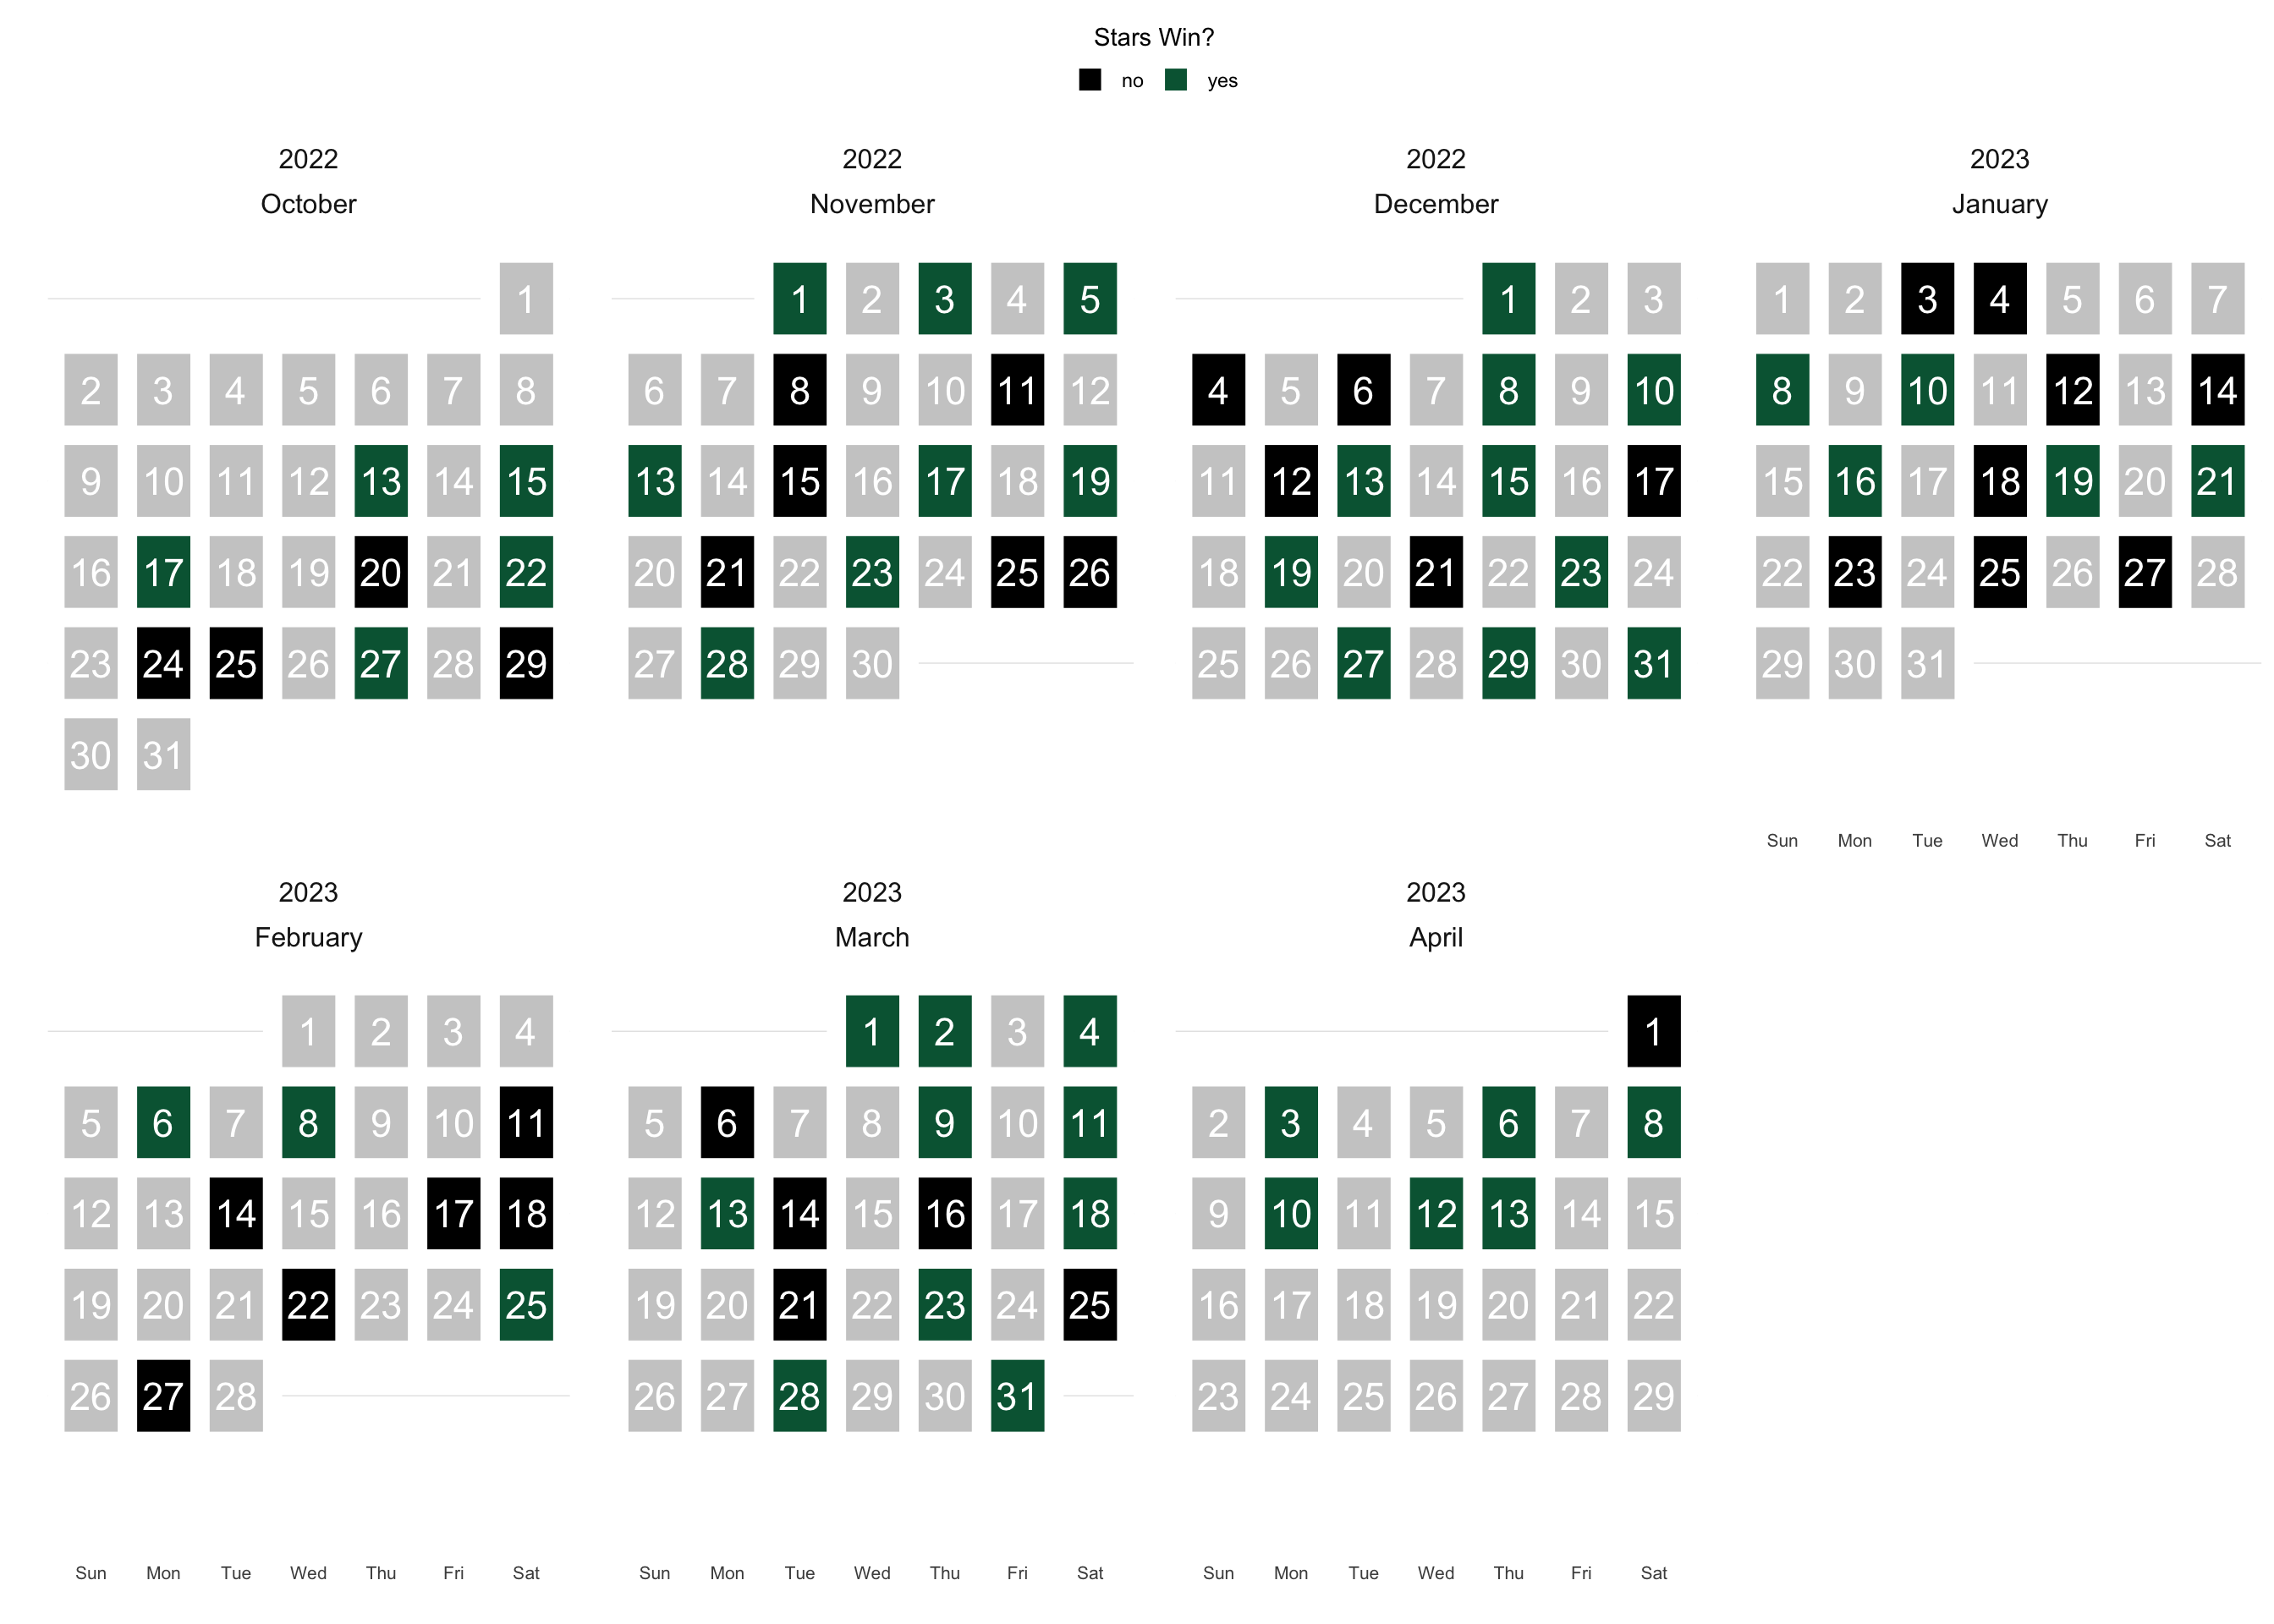 Stars Win?
no yes
2022
October
1
2 3 4 5 6 7 8
9 10 11 12 13 14 15
16 17 18 19 20 21 22
23 24 25 26 27 28 29
30 31
2022
November
1 2 3 4 5
6 7 8 9 10 11 12
13 14 15 16 17 18 19
20 21 22 23 24 25 26
27 28 29 30
2022
December
1 2 3
4 5 6 7 8 9 10
11 12 13 14 15 16 17
18 19 20 21 22 23 24
25 26 27 28 29 30 31
2023
January
1 2 3 4 5 6 7
8 9 10 11 12 13 14
15 16 17 18 19 20 21
22 23 24 25 26 27 28
29 30 31
Sun Mon Tue Wed Thu Fri Sat
2023
February
1 2 3 4
5 6 7 8 9 10 11
12 13 14 15 16 17 18
19 20 21 22 23 24 25
26 27 28
Sun Mon Tue Wed Thu Fri Sat
2023
March
1 2 3 4
5 6 7 8 9 10 11
12 13 14 15 16 17 18
19 20 21 22 23 24 25
26 27 28 29 30 31
Sun Mon Tue Wed Thu Fri Sat
2023
April
1
2 3 4 5 6 7 8
9 10 11 12 13 14 15
16 17 18 19 20 21 22
23 24 25 26 27 28 29
Sun Mon Tue Wed Thu Fri Sat